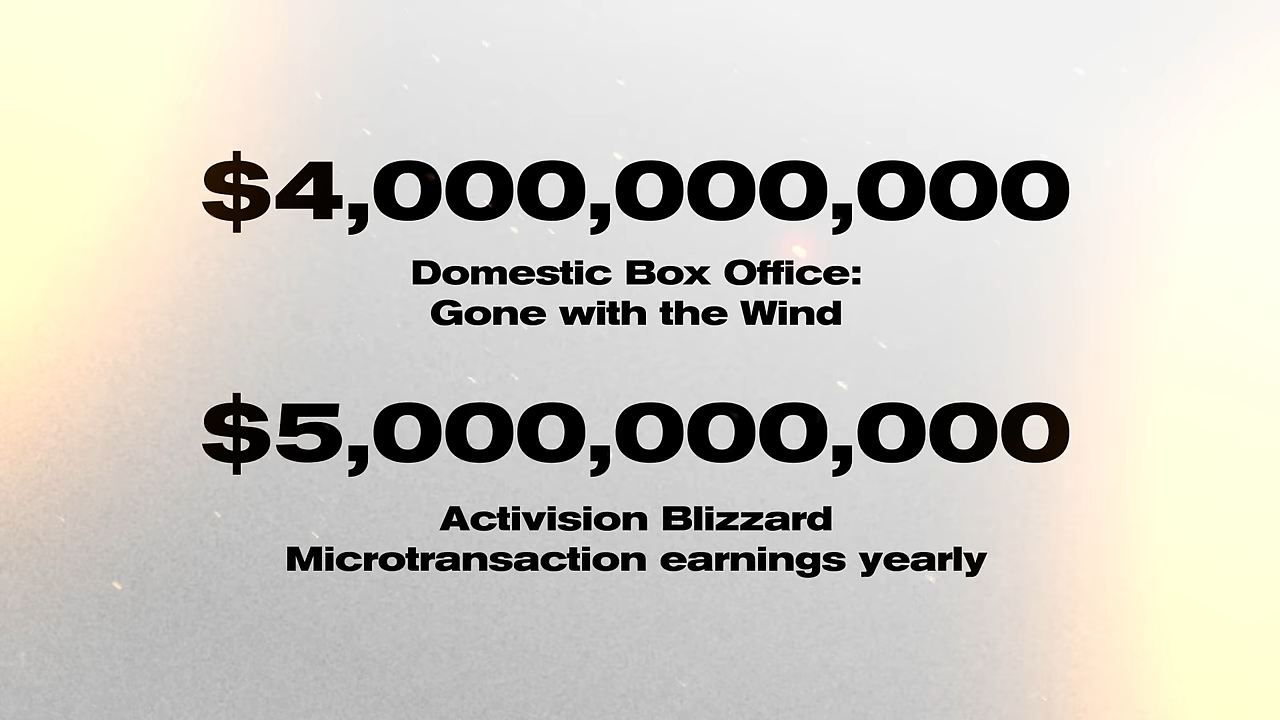 $4,000,000,000
Domestic Box Office:
Gone with the Wind
$5,000,000,000
Activision Blizzard
Microtransaction earnings yearly